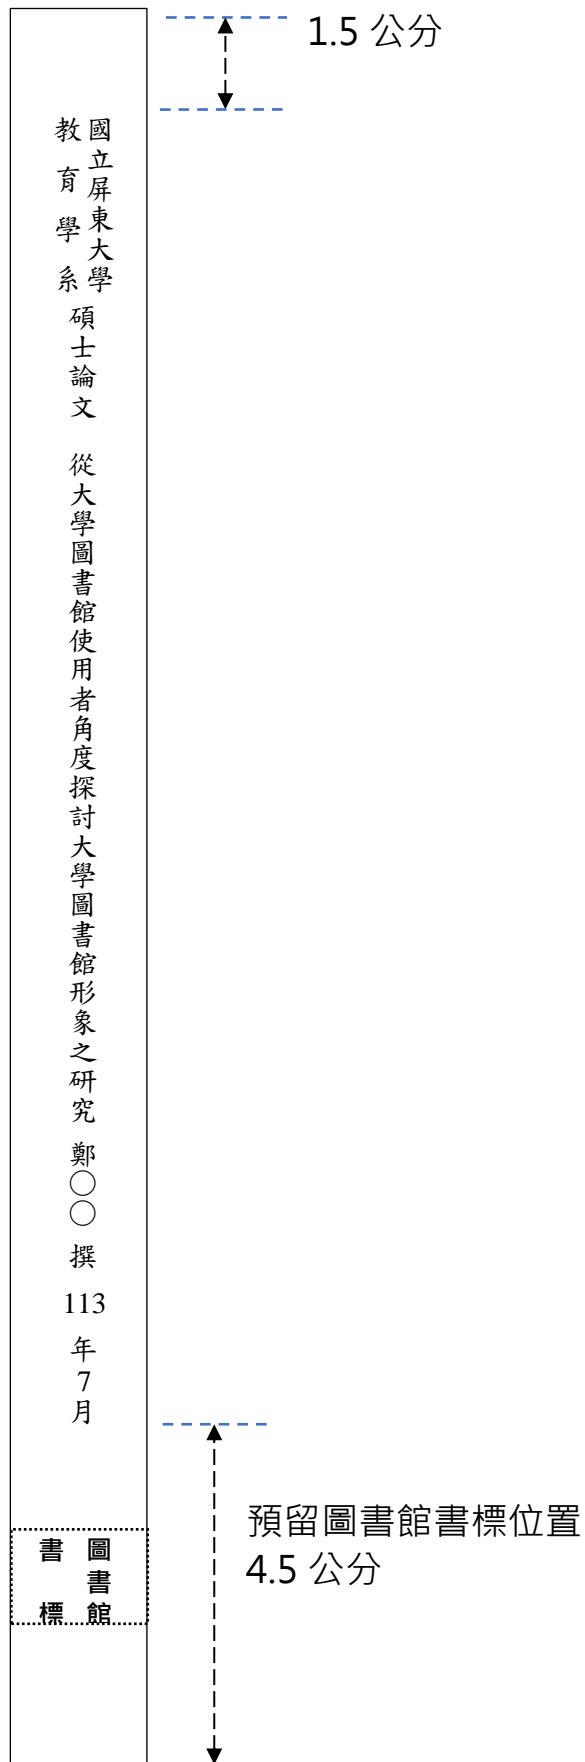 1.5 公分
國立屏東大學
教育學系
碩士論文
從大學圖書館使用者角度探討大學圖書館形象之研究
鄭〇〇 撰
113
年7月
預留圖書館書標位置
4.5 公分
圖書館
書標